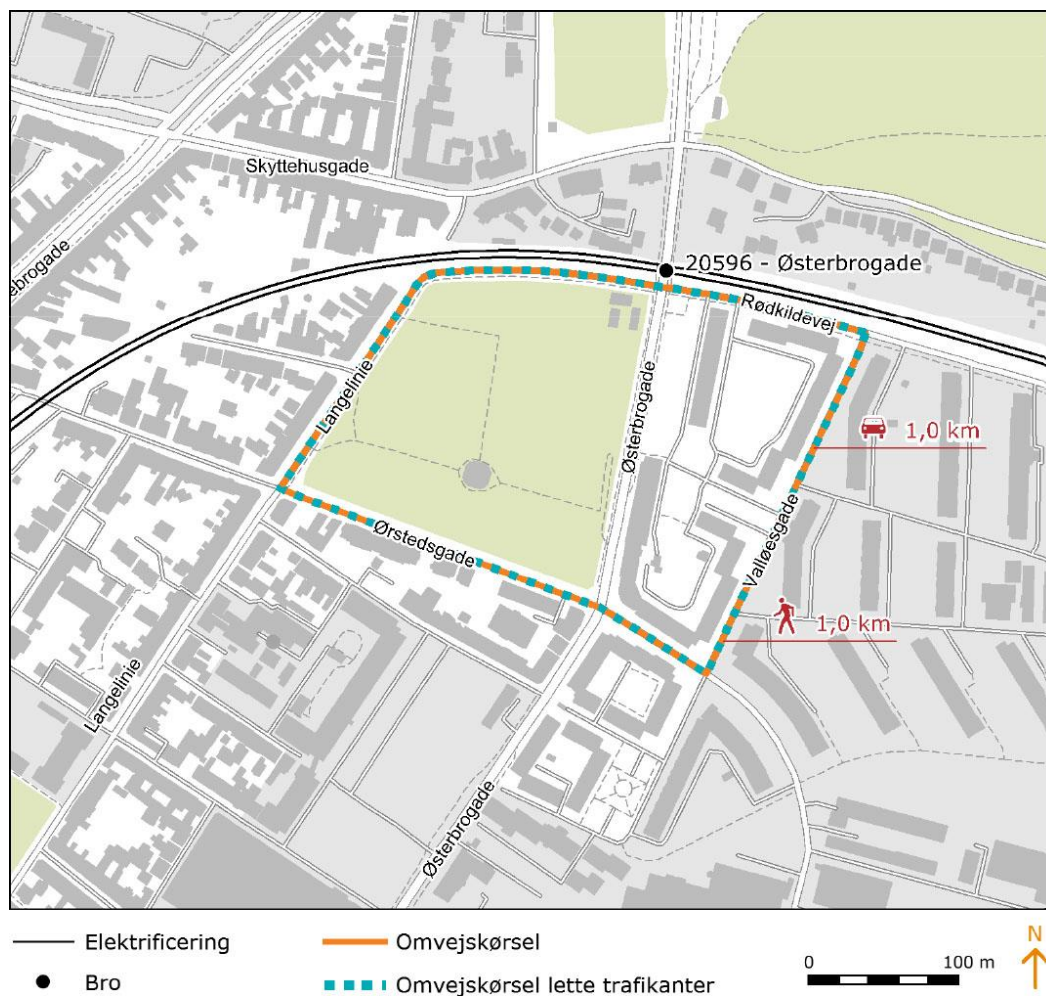 Skyttehusgade
ebrogade
20596 - Østerbrogade
Rødkildevej
Langelinie
Østerbrogade
1,0 km
Ørstedsgade
Valløesgade
1,0 km
Langelinie
Østerbrogade
Elektrificering
Omvejskørsel
N
Bro
Omvejskørsel lette trafikanter
0 100 m